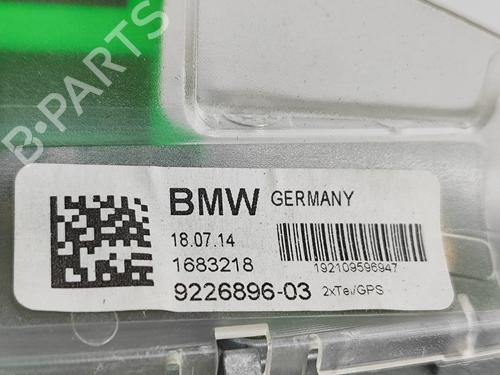 B-PARTS
BMW GERMANY
18.07.14
1683218
192109596947
9226896-03 2xTel/GPS